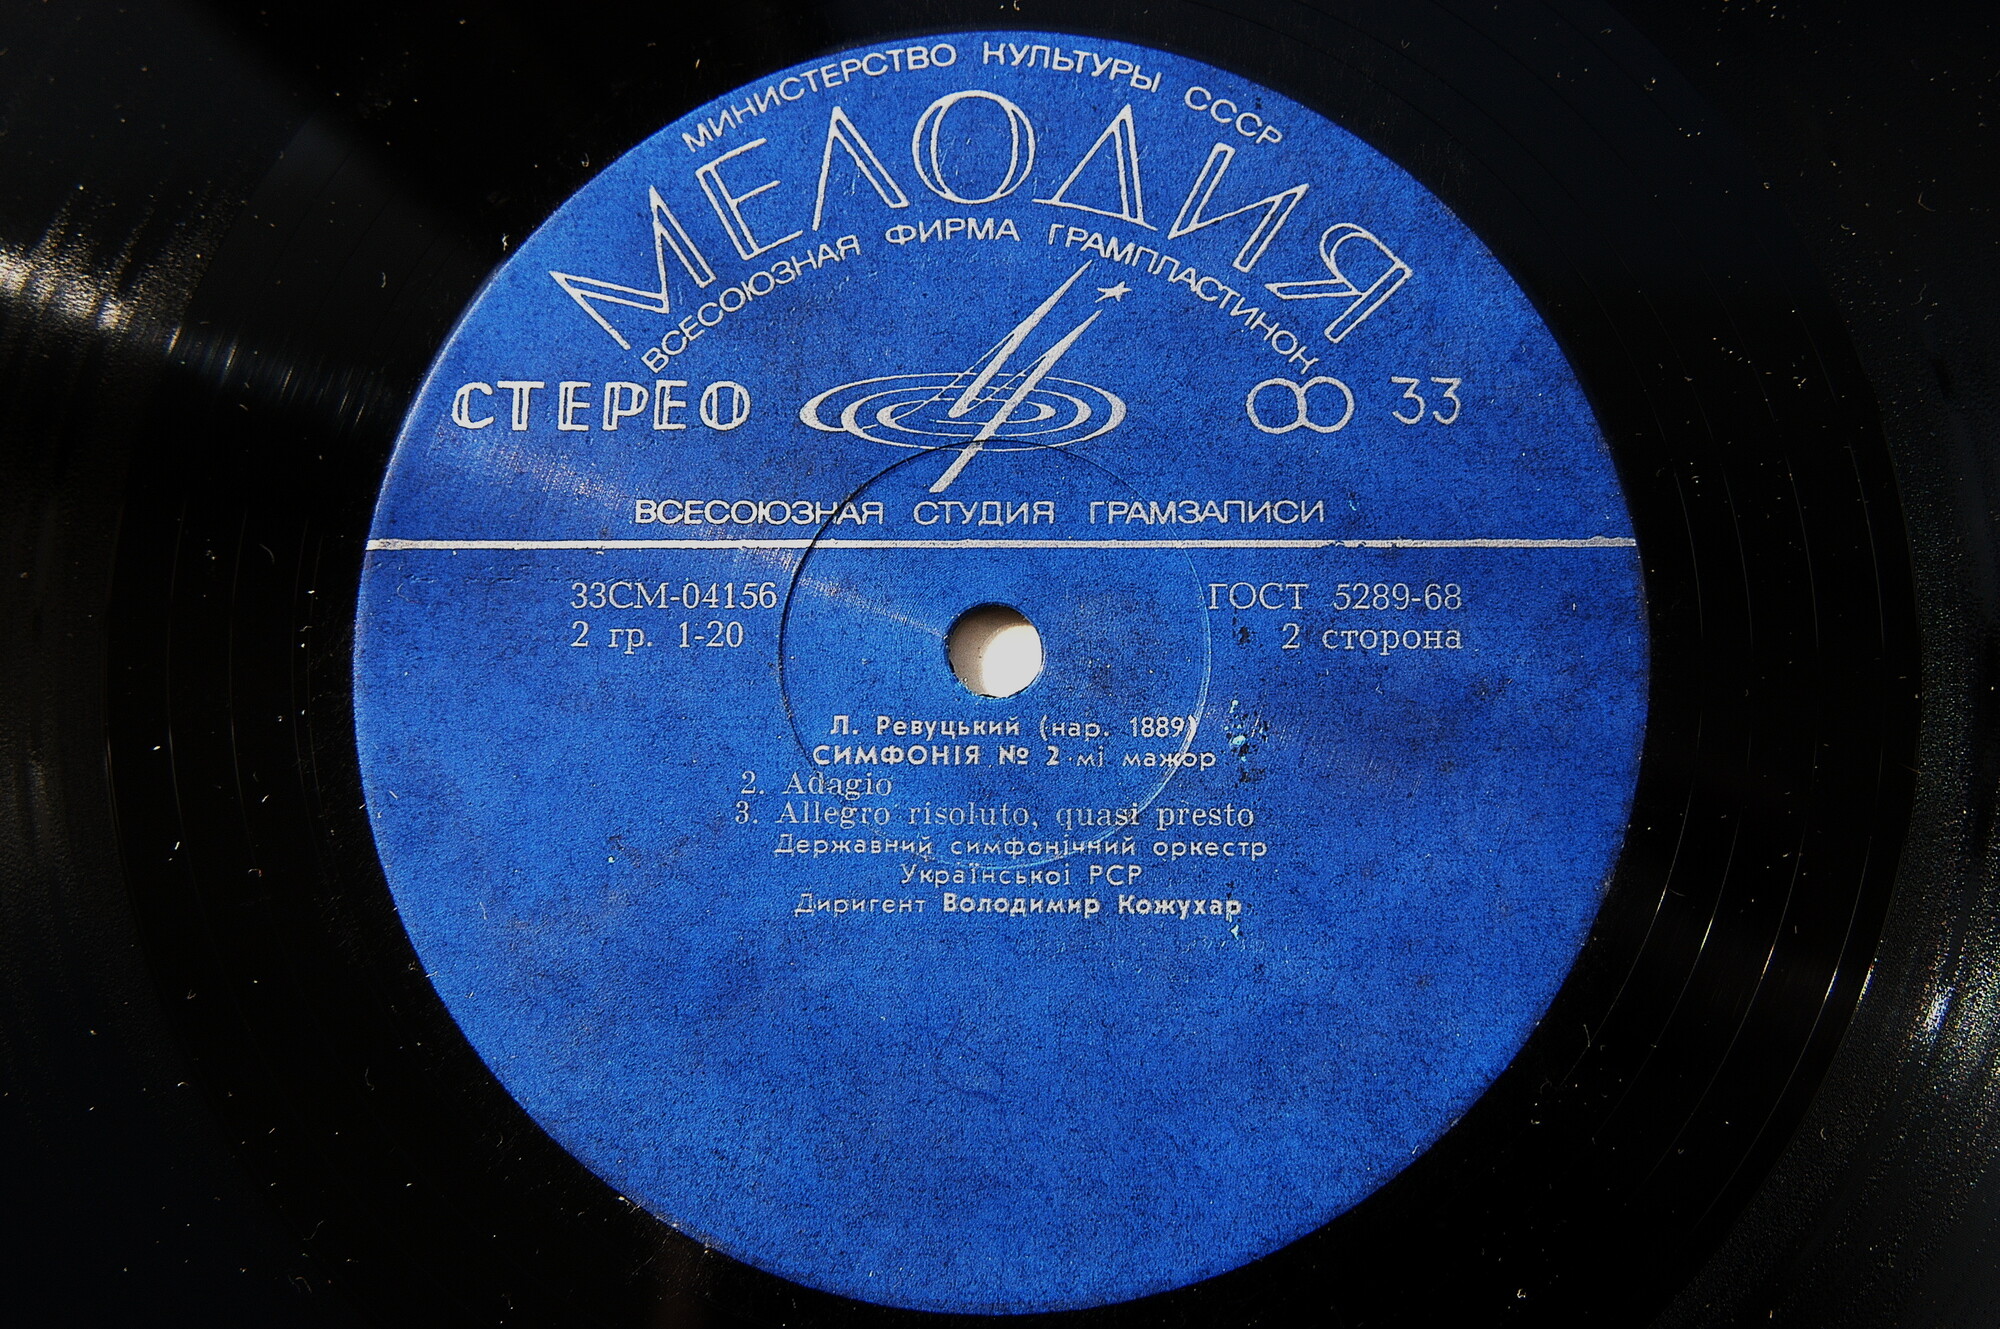 МИНИСТЕРСТВО КУЛЬТУРЫ СССР
МЕЛОДИЯ
ВСЕСОЮЗНАЯ ФИРМА ГРАМПЛАСТИНОК
СТЕРЕО
33
ВСЕСОЮЗНАЯ СТУДИЯ ГРАМЗАПИСИ
33СМ-04156
ГОСТ 5289-68
2 гр. 1-20
2 сторона
Л. Ревуцький (нар. 1889)
СИМФОНІЯ № 2 мі мажор
2. Adagio
3. Allegro risoluto, quasi presto
Державний симфонічний оркестр
Української РСР
Диригент Володимир Кожухар